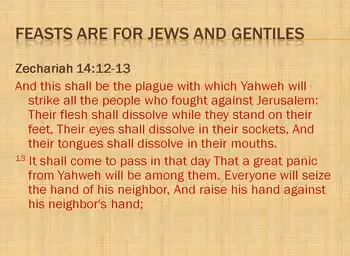 FEASTS ARE FOR JEWS AND GENTILES
Zechariah 14:12-13
And this shall be the plague with which Yahweh will
strike all the people who fought against Jerusalem:
Their flesh shall dissolve while they stand on their
feet, Their eyes shall dissolve in their sockets, And
their tongues shall dissolve in their mouths.
13 It shall come to pass in that day That a great panic
from Yahweh will be among them. Everyone will seize
the hand of his neighbor, And raise his hand against
his neighbor's hand;